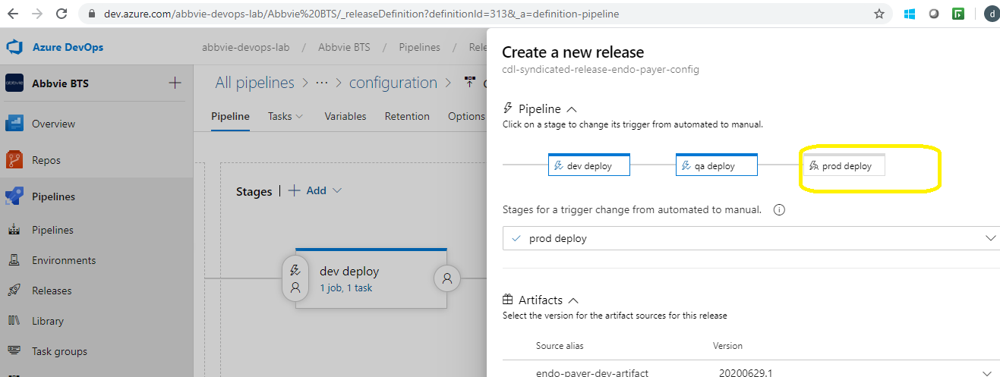 dev.azure.com/abbvie-devops-lab/Abbvie%20BTS/_releaseDefinition?definitionId=313&_a=definition-pipeline
d
Azure DevOps
abbvie-devops-lab / Abbvie BTS / Pipelines / Rele
abbvie
Abbvie BTS
All pipelines > ··· > configuration >
Pipeline Tasks Variables Retention Options
Overview
Repos
Pipelines
Pipelines
Environments
Releases
Library
Task groups
Stages | + Add
dev deploy
1 job, 1 task
Create a new release
cdl-syndicated-release-endo-payer-config
Pipeline
Click on a stage to change its trigger from automated to manual.
dev deploy qa deploy prod deploy
Stages for a trigger change from automated to manual.
prod deploy
Artifacts
Select the version for the artifact sources for this release
Source alias Version
endo-payer-dev-artifact 20200629.1